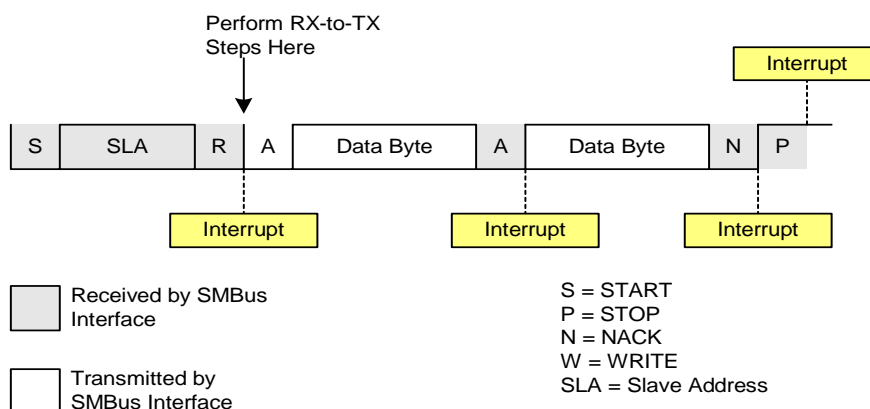 Perform RX-to-TX
Steps Here
Interrupt
S SLA R A Data Byte A Data Byte N P
Interrupt Interrupt Interrupt
Received by SMBus
Interface
Transmitted by
SMBus Interface
S = START
P = STOP
N = NACK
W = WRITE
SLA = Slave Address